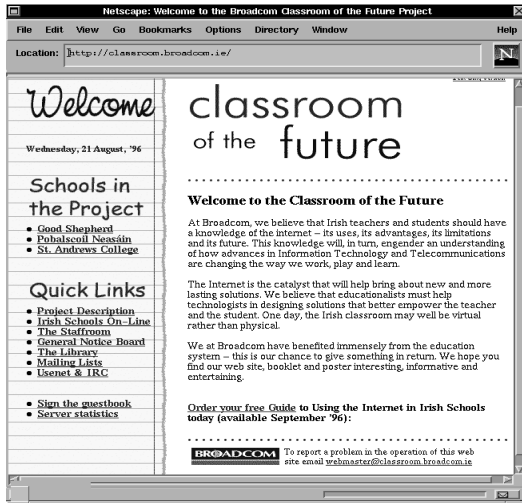 Netscape: Welcome to the Broadcom Classroom of the Future Project
File Edit View Go Bookmarks Options Directory Window Help
Location: http://classroom.broadcom.ie/
N
Welcome
Wednesday, 21 August, '96
Schools in
the Project
Good Shepherd
Pobalscoil Neasáin
St. Andrews College
Quick Links
Project Description
Irish Schools On-Line
The Staffroom
General Notice Board
The Library
Mailing Lists
Usenet & IRC
Sign the guestbook
Server statistics
classroom
of the future
Welcome to the Classroom of the Future
At Broadcom, we believe that Irish teachers and students should have
a knowledge of the internet – its uses, its advantages, its limitations
and its future. This knowledge will, in turn, engender an understanding
of how advances in Information Technology and Telecommunications
are changing the way we work, play and learn.
The Internet is the catalyst that will help bring about new and more
lasting solutions. We believe that educationalists must help
technologists in designing solutions that better empower the teacher
and the student. One day, the Irish classroom may well be virtual
rather than physical.
We at Broadcom have benefited immensely from the education
system – this is our chance to give something in return. We hope you
find our web site, booklet and poster interesting, informative and
entertaining.
Order your free Guide to Using the Internet in Irish Schools
today (available September '96):
BROADCOM
To report a problem in the operation of this web
site email webmaster@classroom.broadcom.ie